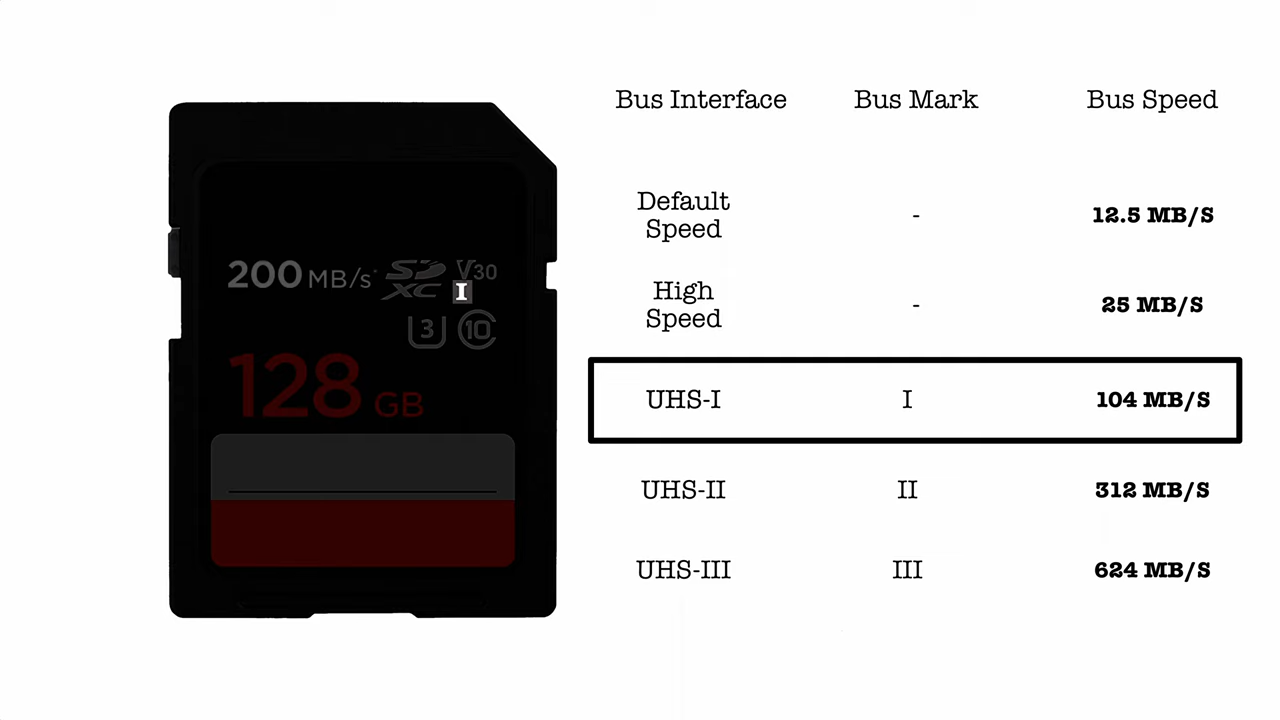 200 MB/s
SD XC
V30
I
3
10
128 GB
Bus Interface Bus Mark Bus Speed
Default Speed - 12.5 MB/S
High Speed - 25 MB/S
UHS-I I 104 MB/S
UHS-II II 312 MB/S
UHS-III III 624 MB/S